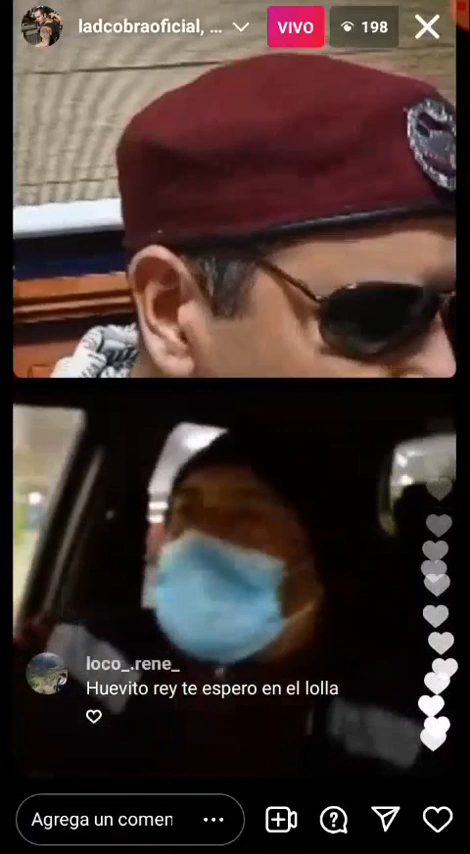 ladcobraoficial, ...
VIVO
198
loco_.rene_
Huevito rey te espero en el lolla
Agrega un comen